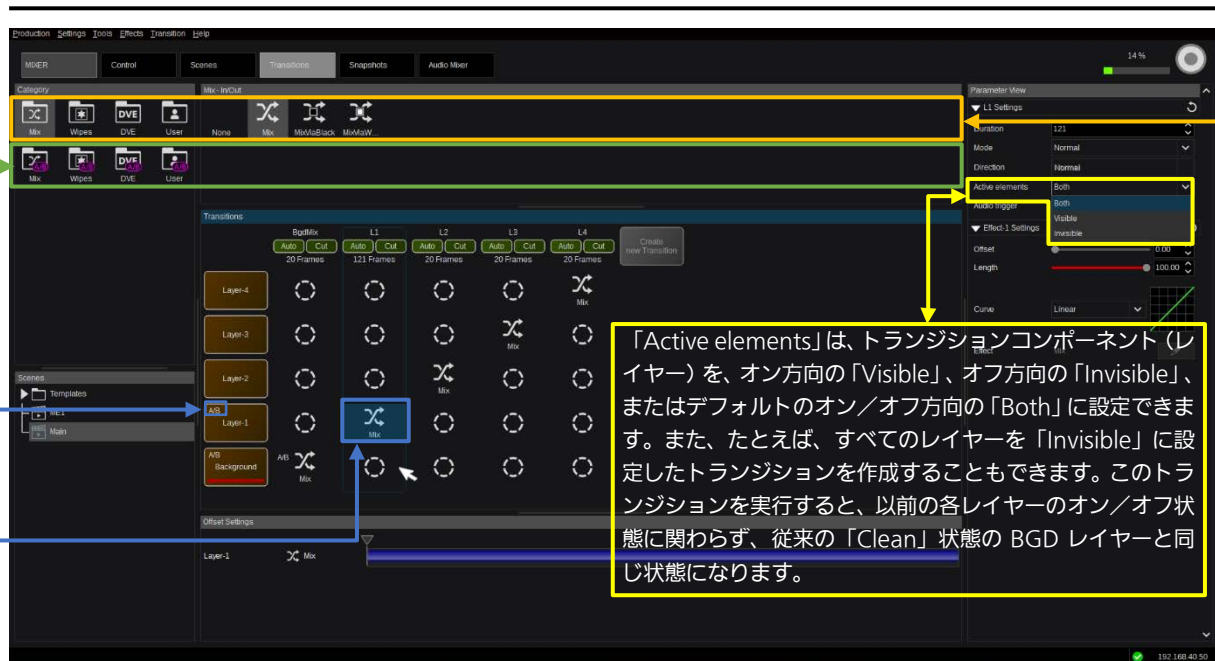 Production Settings Tools Effects Transition Help
MIXER Control Scenes Transitions Snapshots Audio Mixer 14 %
Category Mix - In/Out Parameter View
L1 Settings
Mix Wipes DVE User None Mix MixViaBlack MixViaW...
Duration 121
Mode Normal
Direction Normal
A/B A/B DVE A/B A/B
Mix Wipes DVE User
Active elements Both
Audio trigger Both
Visible
Invisible
Transitions
BgdMix L1 L2 L3 L4
Auto Cut Auto Cut Auto Cut Auto Cut Auto Cut
20 Frames 121 Frames 20 Frames 20 Frames 20 Frames
Create
new Transition
Effect-1 Settings
Offset 0.00
Length 100.00
Curve Linear
Effect Mix
Layer-4 Mix
Layer-3 Mix
Layer-2 Mix
A/B
Layer-1 Mix
A/B
Background A/B Mix
Scenes
Templates
ME1
Main
「Active elements」は、トランジションコンポーネント（レ
イヤー）を、オン方向の「Visible」、オフ方向の「Invisible」、
またはデフォルトのオン／オフ方向の「Both」に設定できま
す。また、たとえば、すべてのレイヤーを「Invisible」に設
定したトランジションを作成することもできます。このトラ
ンジションを実行すると、以前の各レイヤーのオン／オフ状
態に関わらず、従来の「Clean」状態の BGD レイヤーと同
じ状態になります。
Offset Settings
Layer-1 Mix
192.168.40.50